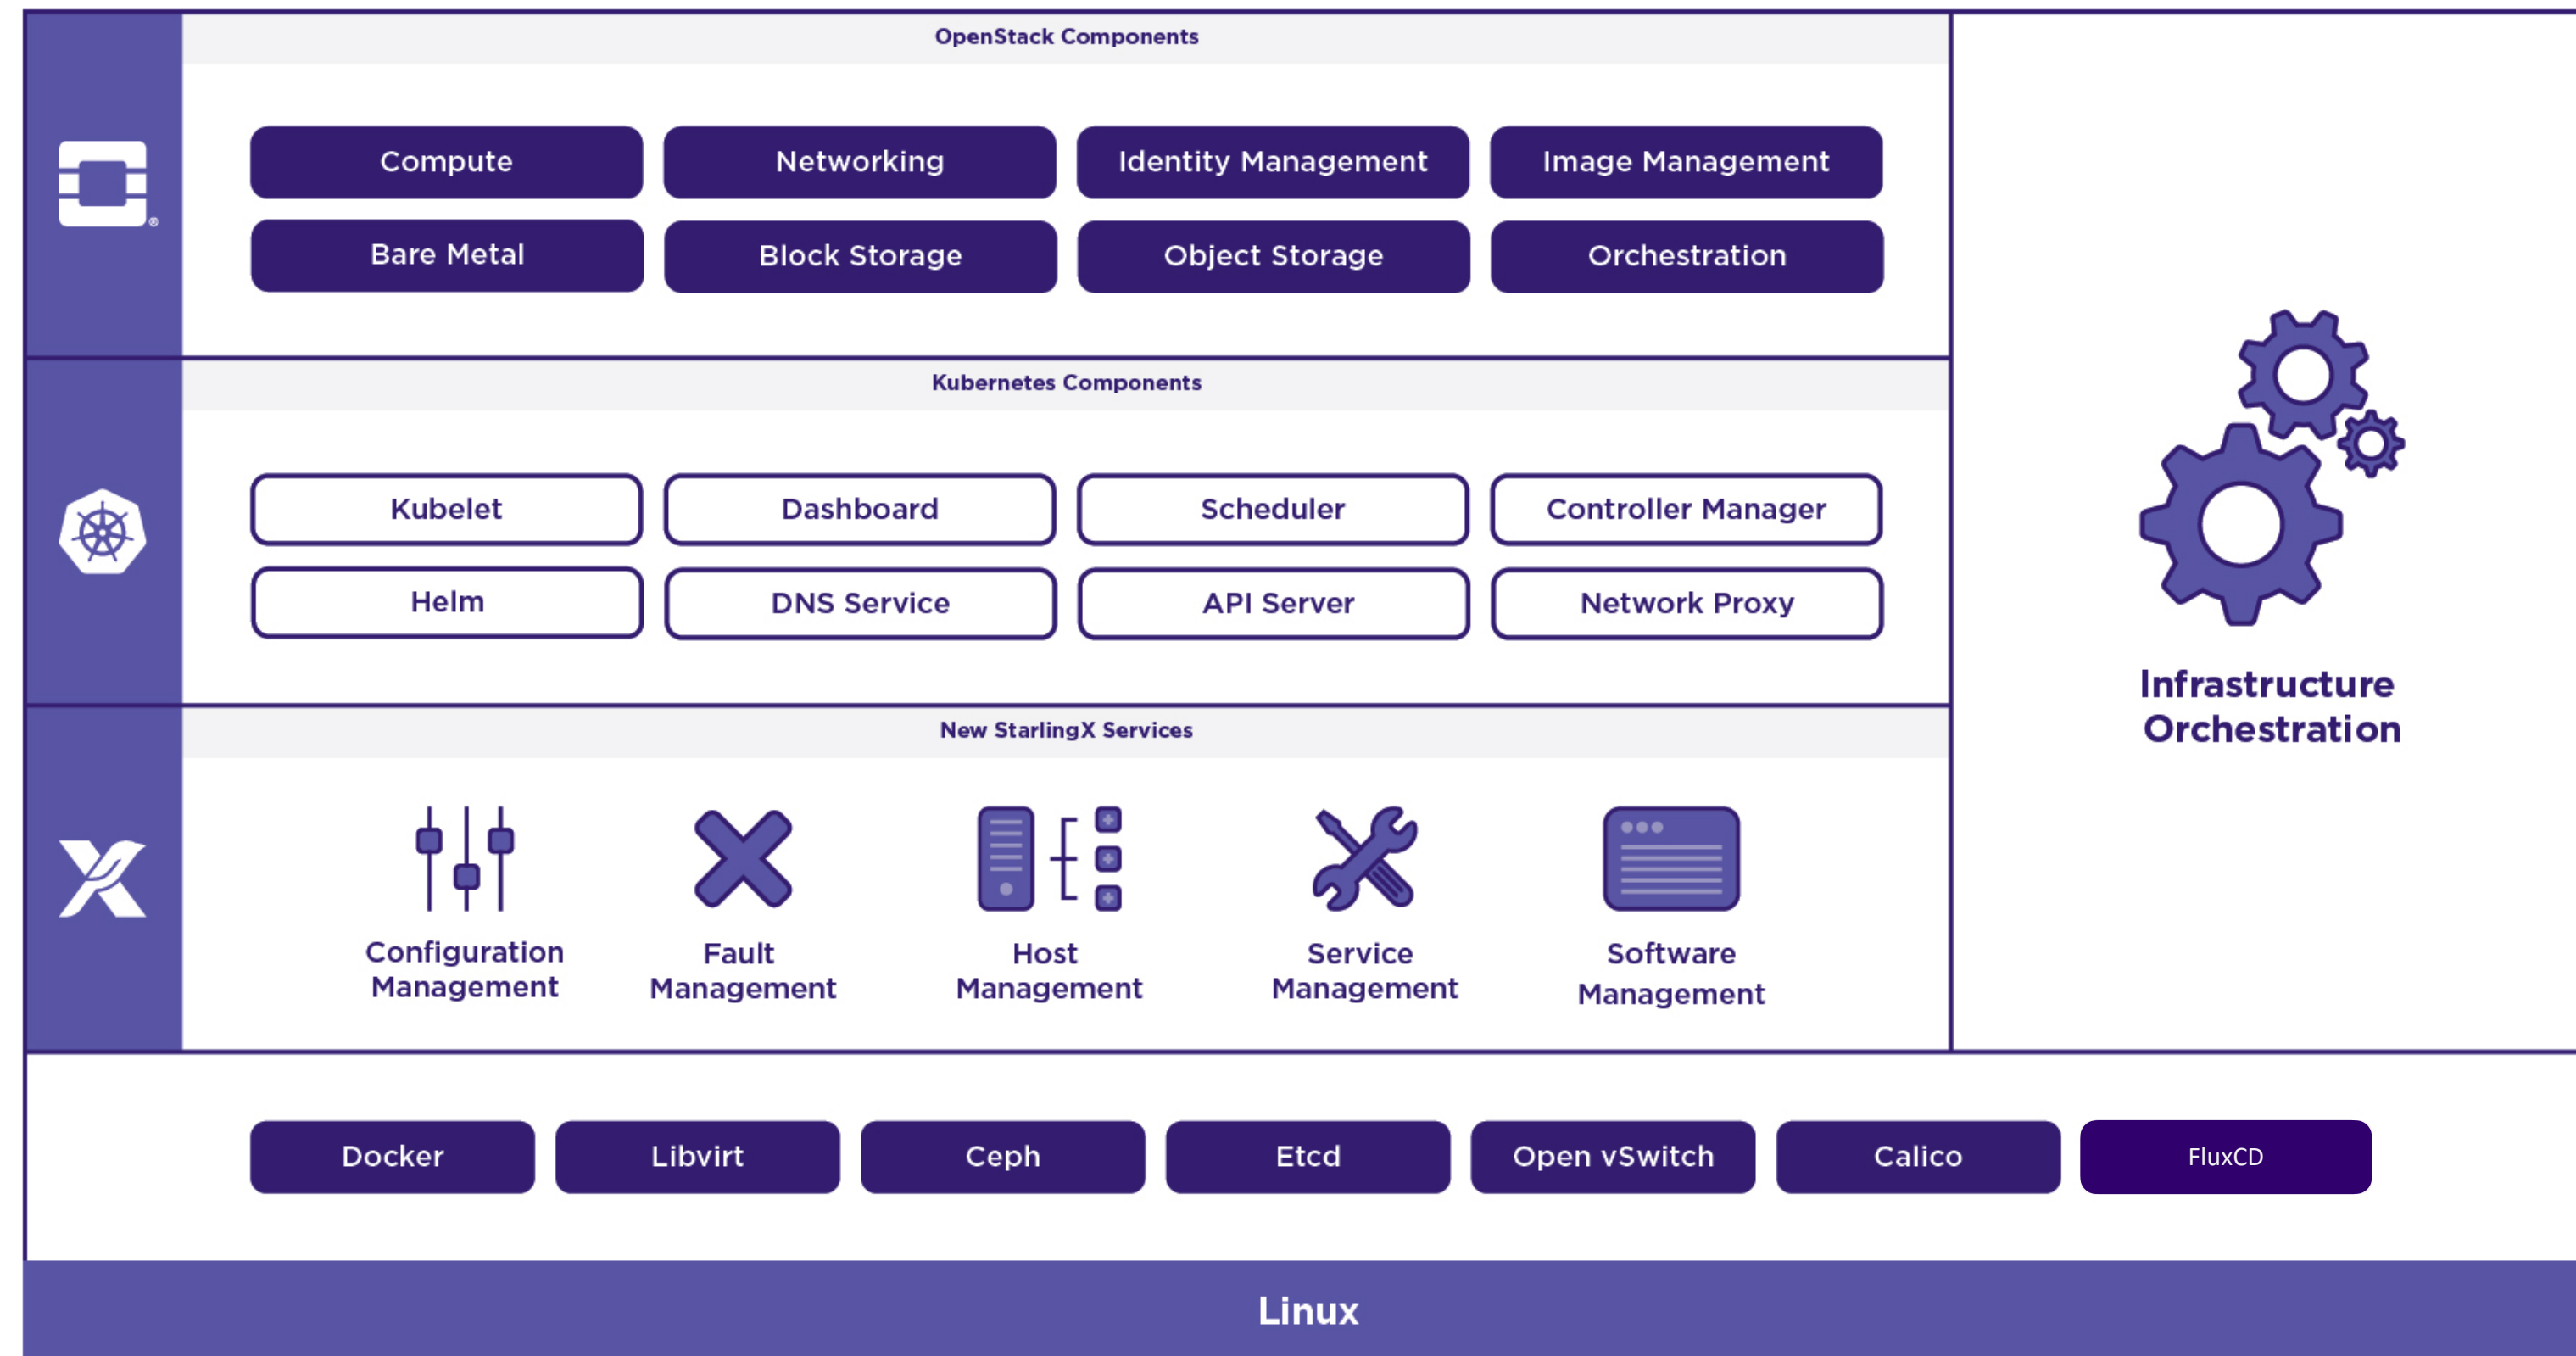 OpenStack Components
Compute
Networking
Identity Management
Image Management
Bare Metal
Block Storage
Object Storage
Orchestration
®
Kubernetes Components
Kubelet
Dashboard
Scheduler
Controller Manager
Helm
DNS Service
API Server
Network Proxy
New StarlingX Services
Configuration
Management
Fault
Management
Host
Management
Service
Management
Software
Management
Infrastructure
Orchestration
Docker
Libvirt
Ceph
Etcd
Open vSwitch
Calico
FluxCD
Linux